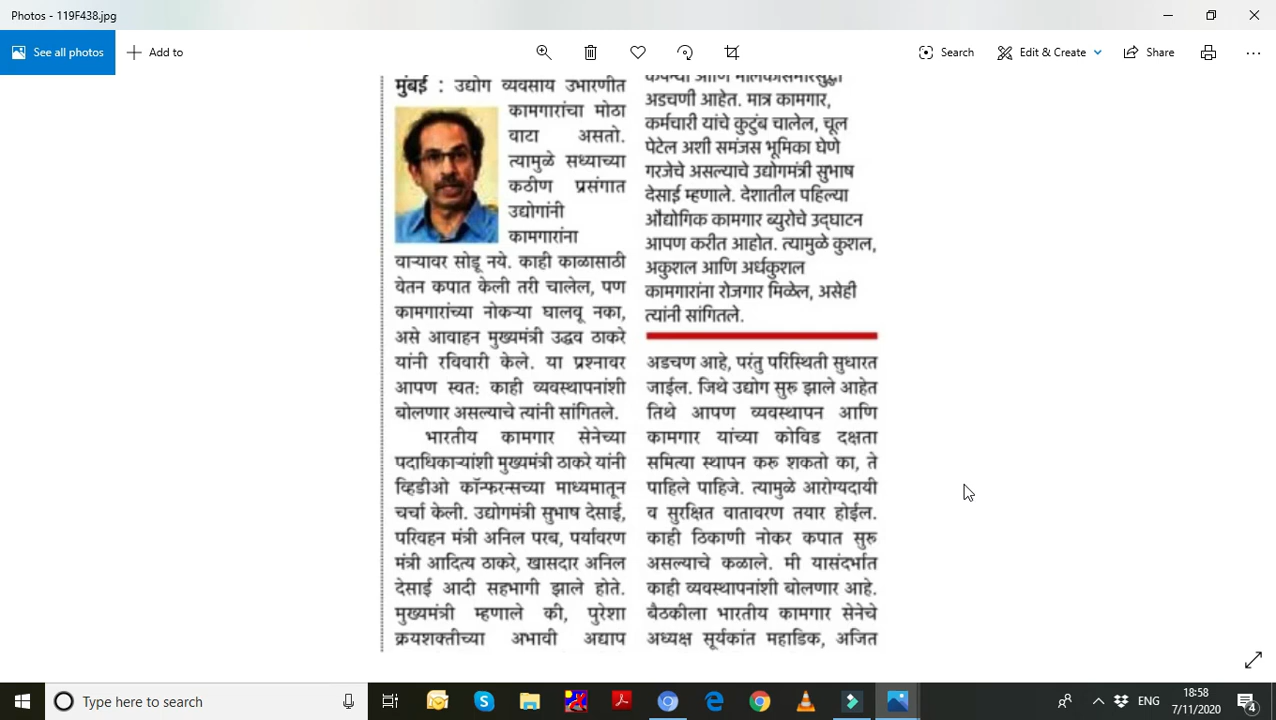 Photos - 119F438.jpg
See all photos
Add to
Search
Edit & Create
Share
मुंबई : उद्योग व्यवसाय उभारणीत
कामगारांचा मोठा
वाटा असतो.
त्यामुळे सध्याच्या
कठीण प्रसंगात
उद्योगांनी
कामगारांना
वाऱ्यावर सोडू नये. काही काळासाठी
वेतन कपात केली तरी चालेल, पण
कामगारांच्या नोकऱ्या घालवू नका,
असे आवाहन मुख्यमंत्री उद्धव ठाकरे
यांनी रविवारी केले. या प्रश्नावर
आपण स्वत: काही व्यवस्थापनांशी
बोलणार असल्याचे त्यांनी सांगितले.
भारतीय कामगार सेनेच्या
पदाधिकाऱ्यांशी मुख्यमंत्री ठाकरे यांनी
व्हिडीओ कॉन्फरन्सच्या माध्यमातून
चर्चा केली. उद्योगमंत्री सुभाष देसाई,
परिवहन मंत्री अनिल परब, पर्यावरण
मंत्री आदित्य ठाकरे, खासदार अनिल
देसाई आदी सहभागी झाले होते.
मुख्यमंत्री म्हणाले की, पुरेशा
क्रयशक्तीच्या अभावी अद्याप
कंपन्या आणि मालकांसमोरसुद्धा
अडचणी आहेत. मात्र कामगार,
कर्मचारी यांचे कुटुंब चालेल, चूल
पेटेल अशी समंजस भूमिका घेणे
गरजेचे असल्याचे उद्योगमंत्री सुभाष
देसाई म्हणाले. देशातील पहिल्या
औद्योगिक कामगार ब्युरोचे उद्घाटन
आपण करीत आहोत. त्यामुळे कुशल,
अकुशल आणि अर्धकुशल
कामगारांना रोजगार मिळेल, असेही
त्यांनी सांगितले.
अडचण आहे, परंतु परिस्थिती सुधारत
जाईल. जिथे उद्योग सुरू झाले आहेत
तिथे आपण व्यवस्थापन आणि
कामगार यांच्या कोविड दक्षता
समित्या स्थापन करू शकतो का, ते
पाहिले पाहिजे. त्यामुळे आरोग्यदायी
व सुरक्षित वातावरण तयार होईल.
काही ठिकाणी नोकर कपात सुरू
असल्याचे कळाले. मी यासंदर्भात
काही व्यवस्थापनांशी बोलणार आहे.
बैठकीला भारतीय कामगार सेनेचे
अध्यक्ष सूर्यकांत महाडिक, अजित
Type here to search
ENG
18:58
7/11/2020
4